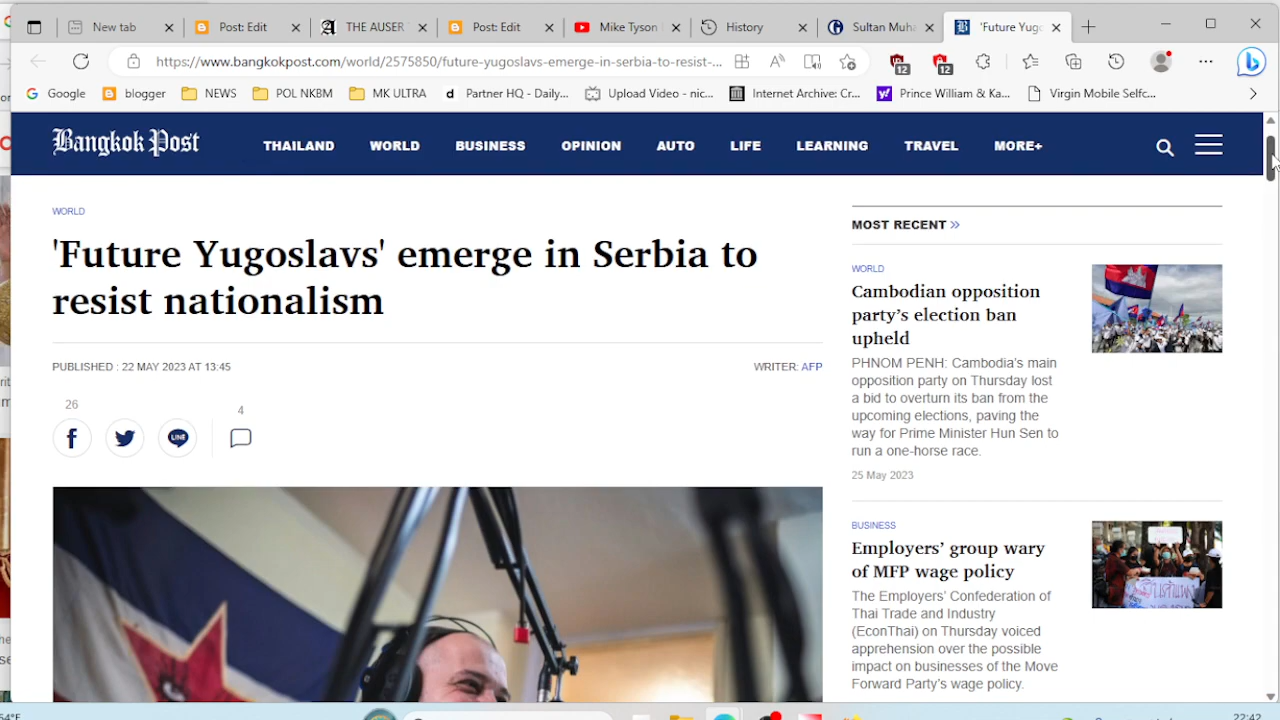 New tab
Post: Edit
THE AUSER
Post: Edit
Mike Tyson
History
Sultan Muha
'Future Yugo
https://www.bangkokpost.com/world/2575850/future-yugoslavs-emerge-in-serbia-to-resist-...
12
12
Google
blogger
NEWS
POL NKBM
MK ULTRA
Partner HQ - Daily...
Upload Video - nic...
Internet Archive: Cr...
Prince William & Ka...
Virgin Mobile Selfc...
Bangkok Post
THAILAND
WORLD
BUSINESS
OPINION
AUTO
LIFE
LEARNING
TRAVEL
MORE+
WORLD
'Future Yugoslavs' emerge in Serbia to
resist nationalism
PUBLISHED : 22 MAY 2023 AT 13:45
WRITER: AFP
26
4
LINE
MOST RECENT »
WORLD
Cambodian opposition
party's election ban
upheld
PHNOM PENH: Cambodia's main
opposition party on Thursday lost
a bid to overturn its ban from the
upcoming elections, paving the
way for Prime Minister Hun Sen to
run a one-horse race.
25 May 2023
BUSINESS
Employers' group wary
of MFP wage policy
The Employers' Confederation of
Thai Trade and Industry
(EconThai) on Thursday voiced
apprehension over the possible
impact on businesses of the Move
Forward Party's wage policy.
22:42